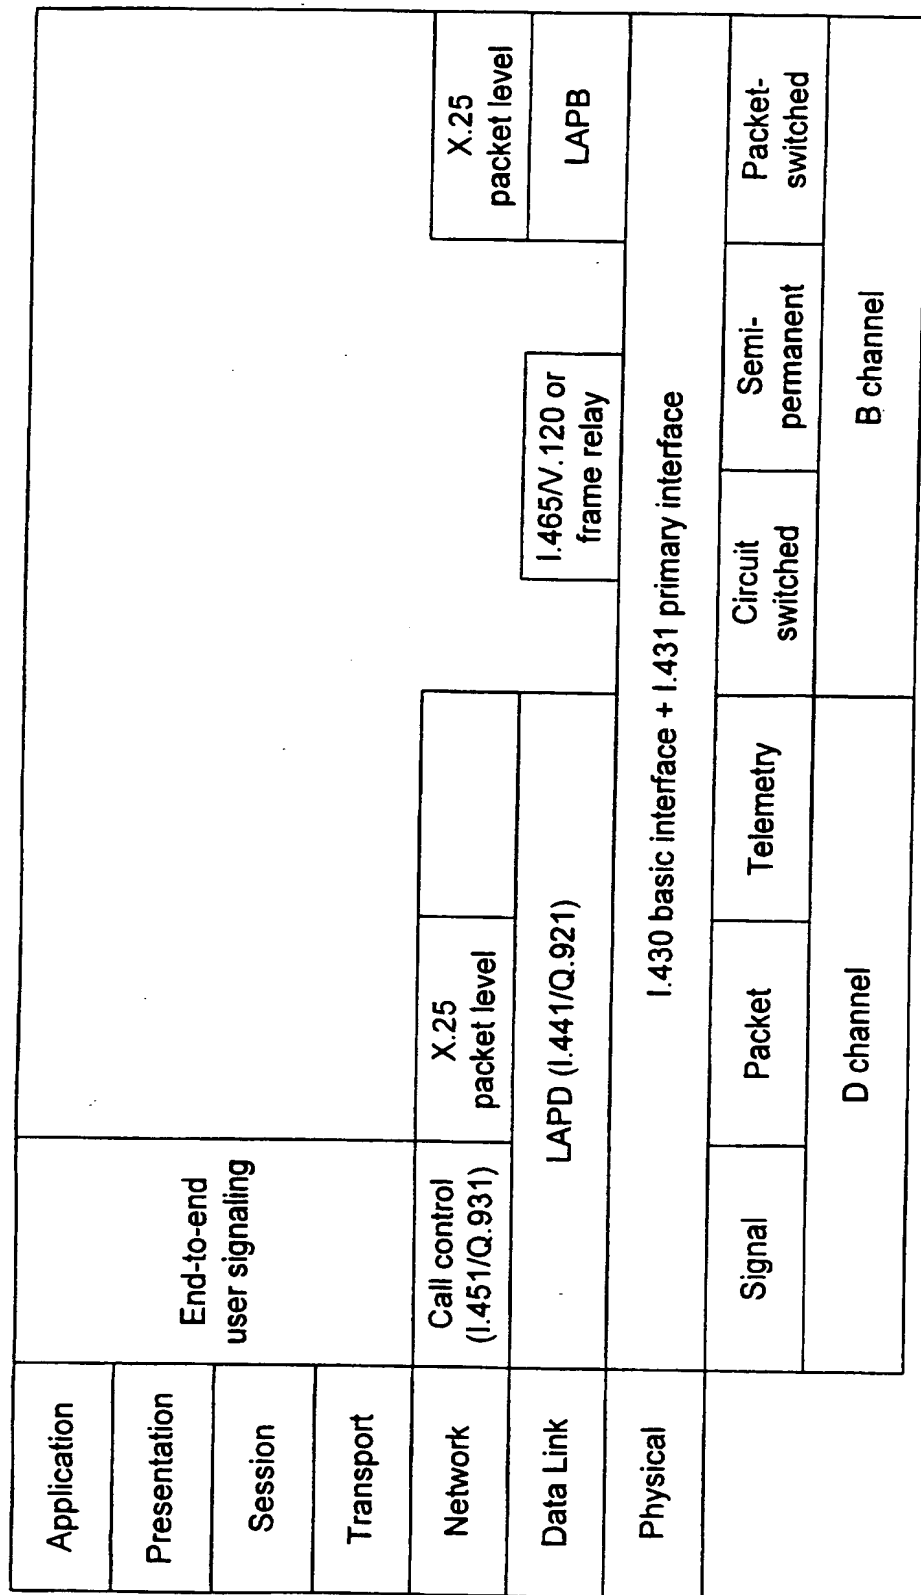 Application
Presentation
Session
Transport
Network
Data Link
Physical
End-to-end
user signaling
Call control
(I.451/Q.931)
X.25
packet level
X.25
packet level
LAPD (I.441/Q.921)
I.465/V.120 or
frame relay
LAPB
I.430 basic interface + I.431 primary interface
Signal
Packet
Telemetry
Circuit
switched
Semi-
permanent
Packet-
switched
D channel
B channel